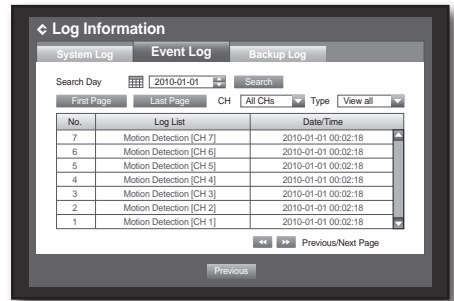 Log Information
System Log Event Log Backup Log
Search Day 2010-01-01 Search
First Page Last Page CH All CHs Type View all
No. Log List Date/Time
7 Motion Detection [CH 7] 2010-01-01 00:02:18
6 Motion Detection [CH 6] 2010-01-01 00:02:18
5 Motion Detection [CH 5] 2010-01-01 00:02:18
4 Motion Detection [CH 4] 2010-01-01 00:02:18
3 Motion Detection [CH 3] 2010-01-01 00:02:18
2 Motion Detection [CH 2] 2010-01-01 00:02:18
1 Motion Detection [CH 1] 2010-01-01 00:02:18
Previous/Next Page
Previous